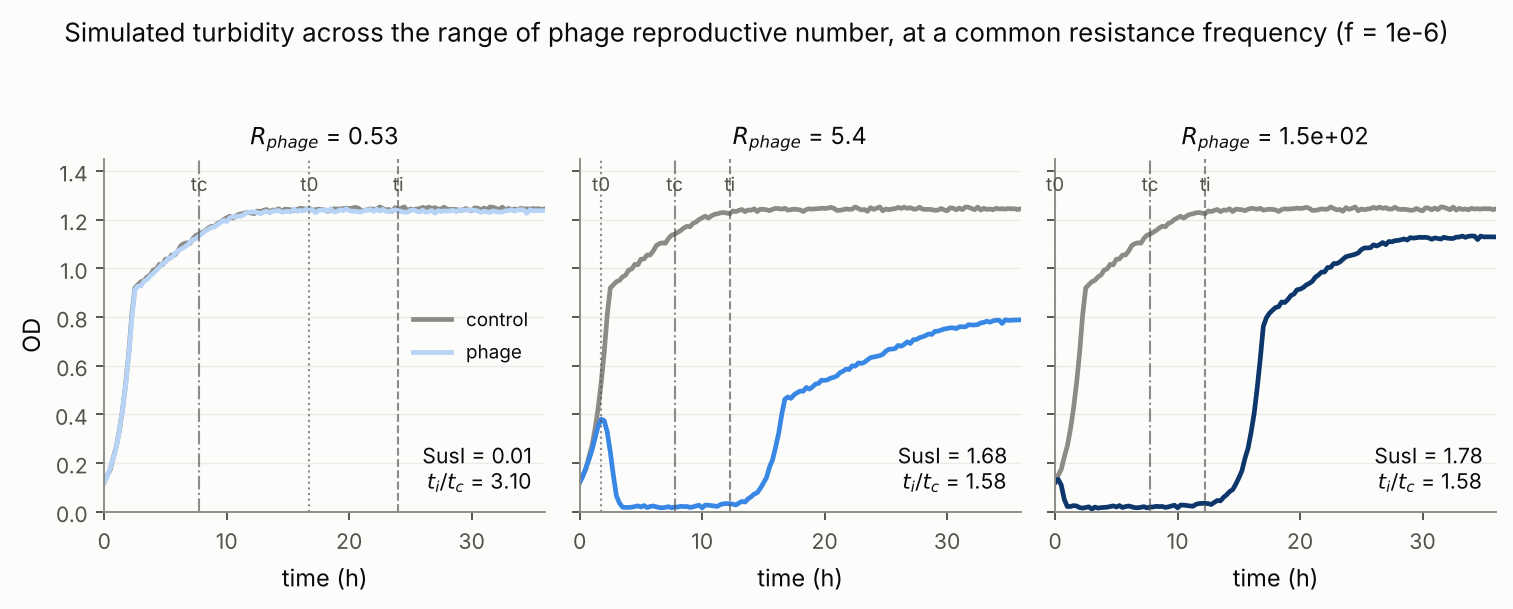 Simulated turbidity across the range of phage reproductive number, at a common resistance frequency (f = 1e-6)
R_phage = 0.53
R_phage = 5.4
R_phage = 1.5e+02
OD
1.4
1.2
1.0
0.8
0.6
0.4
0.2
0.0
tc
t0
ti
control
phage
SusI = 0.01
t_i/t_c = 3.10
0 10 20 30
time (h)
t0
tc
ti
SusI = 1.68
t_i/t_c = 1.58
0 10 20 30
time (h)
t0
tc
ti
SusI = 1.78
t_i/t_c = 1.58
0 10 20 30
time (h)